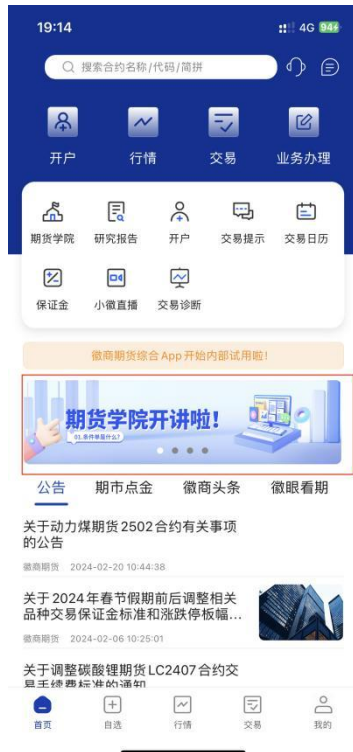 19:14
4G 94
搜索合约名称/代码/简拼
开户 行情 交易 业务办理
期货学院 研究报告 开户 交易提示 交易日历
保证金 小徽直播 交易诊断
徽商期货综合App开始内部试用啦!
期货学院开讲啦!
01.条件单是什么?
公告 期市点金 徽商头条 徽眼看期
关于动力煤期货2502合约有关事项
的公告
徽商期货 2024-02-20 10:44:38
关于2024年春节假期前后调整相关
品种交易保证金标准和涨跌停板幅...
徽商期货 2024-02-06 10:25:01
关于调整碳酸锂期货LC2407合约交
易手续费标准的通知
首页 自选 行情 交易 我的